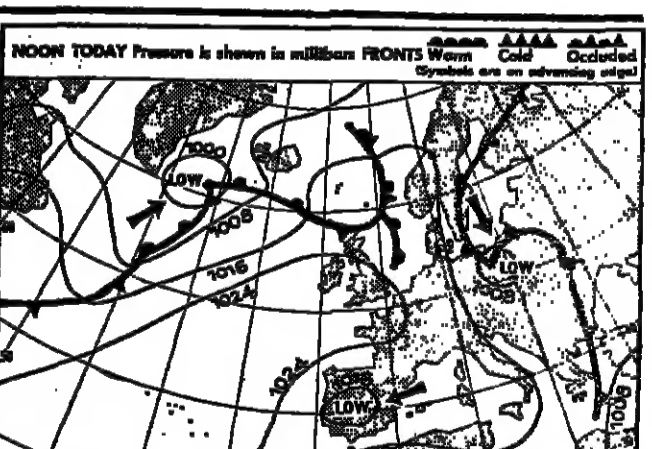 NOON TODAY Pressure is shown in millibars FRONTS Warm Cold Occluded
(Symbols are on advancing edge)
1000
LOW
1008
1016
1024
LOW
1008
1024
LOW
1008